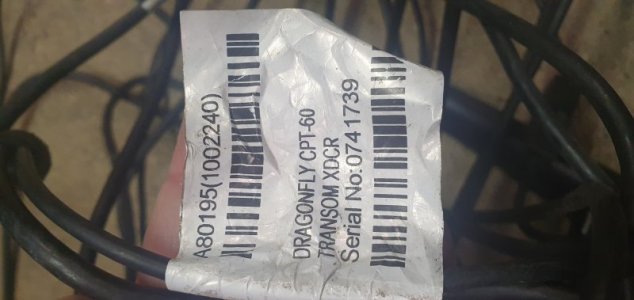 A80195(1002240)
DRAGONFLY CPT-60
TRANSOM XDCR
Serial No:0741739